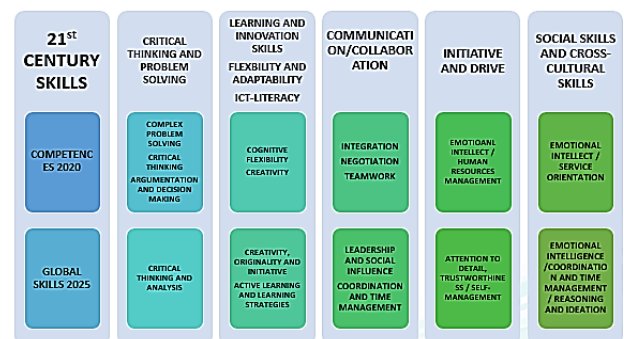 21st
CENTURY
SKILLS
CRITICAL
THINKING AND
PROBLEM
SOLVING
LEARNING AND
INNOVATION
SKILLS
FLEXBILITY AND
ADAPTABILITY
ICT-LITERACY
COMMUNICATI
ON/COLLABOR
ATION
INITIATIVE
AND DRIVE
SOCIAL SKILLS
AND CROSS-
CULTURAL
SKILLS
COMPETENC
ES 2020
COMPLEX
PROBLEM
SOLVING
CRITICAL
THINKING
ARGUMENTATION
AND DECISION
MAKING
COGNITIVE
FLEXIBILITY
CREATIVITY
INTEGRATION
NEGOTIATION
TEAMWORK
EMOTIOANL
INTELLECT /
HUMAN
RESOURCES
MANAGEMENT
EMOTIONAL
INTELLECT /
SERVICE
ORIENTATION
GLOBAL
SKILLS 2025
CRITICAL
THINKING AND
ANALYSIS
CREATIVITY,
ORIGINALITY AND
INITIATIVE
ACTIVE LEARNING
AND LEARNING
STRATEGIES
LEADERSHIP
AND SOCIAL
INFLUENCE
COORDINATION
AND TIME
MANAGEMENT
ATTENTION TO
DETAIL,
TRUSTWORTHINE
SS / SELF-
MANAGEMENT
EMOTIONAL
INTELLIGENCE
/COORDINATIO
N AND TIME
MANAGEMENT
/ REASONING
AND IDEATION